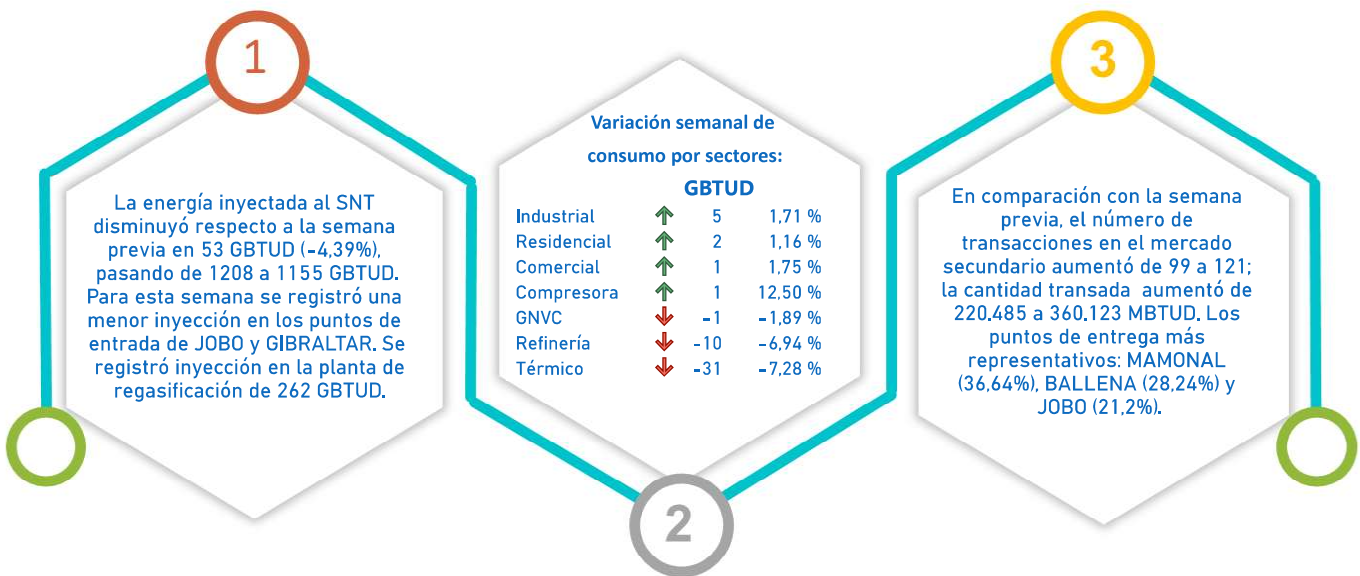 1
La energía inyectada al SNT
disminuyó respecto a la semana
previa en 53 GBTUD (-4,39%),
pasando de 1208 a 1155 GBTUD.
Para esta semana se registró una
menor inyección en los puntos de
entrada de JOBO y GIBRALTAR. Se
registró inyección en la planta de
regasificación de 262 GBTUD.
Variación semanal de
consumo por sectores:
GBTUD
Industrial 5 1,71 %
Residencial 2 1,16 %
Comercial 1 1,75 %
Compresora 1 12,50 %
GNVC -1 -1,89 %
Refinería -10 -6,94 %
Térmico -31 -7,28 %
2
3
En comparación con la semana
previa, el número de
transacciones en el mercado
secundario aumentó de 99 a 121;
la cantidad transada aumentó de
220.485 a 360.123 MBTUD. Los
puntos de entrega más
representativos: MAMONAL
(36,64%), BALLENA (28,24%) y
JOBO (21,2%).